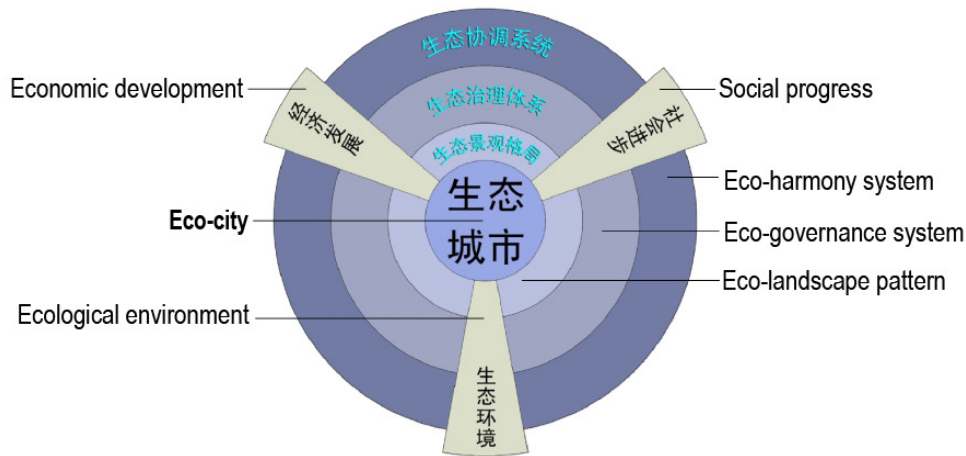 生态协调系统
Economic development
Social progress
生态治理体系
经济发展
社会进步
生态景观格局
Eco-harmony system
生态
城市
Eco-city
Eco-governance system
Eco-landscape pattern
Ecological environment
生态环境